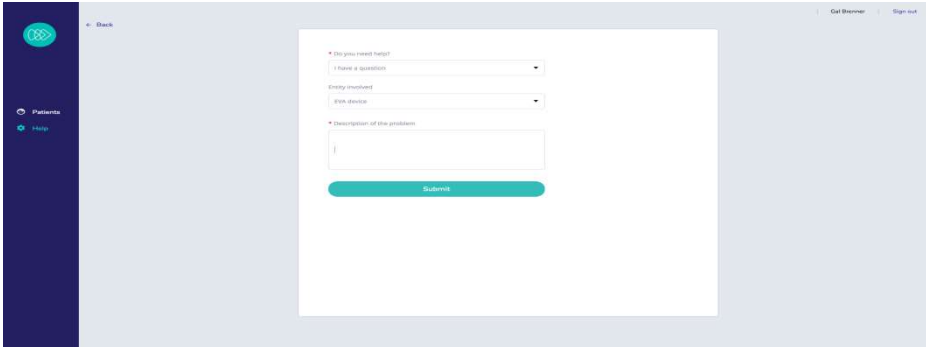 Gal Brenner
Sign out
← Back
* Do you need help?
I have a question
Entity involved
EVA device
* Description of the problem
Submit
Patients
Help